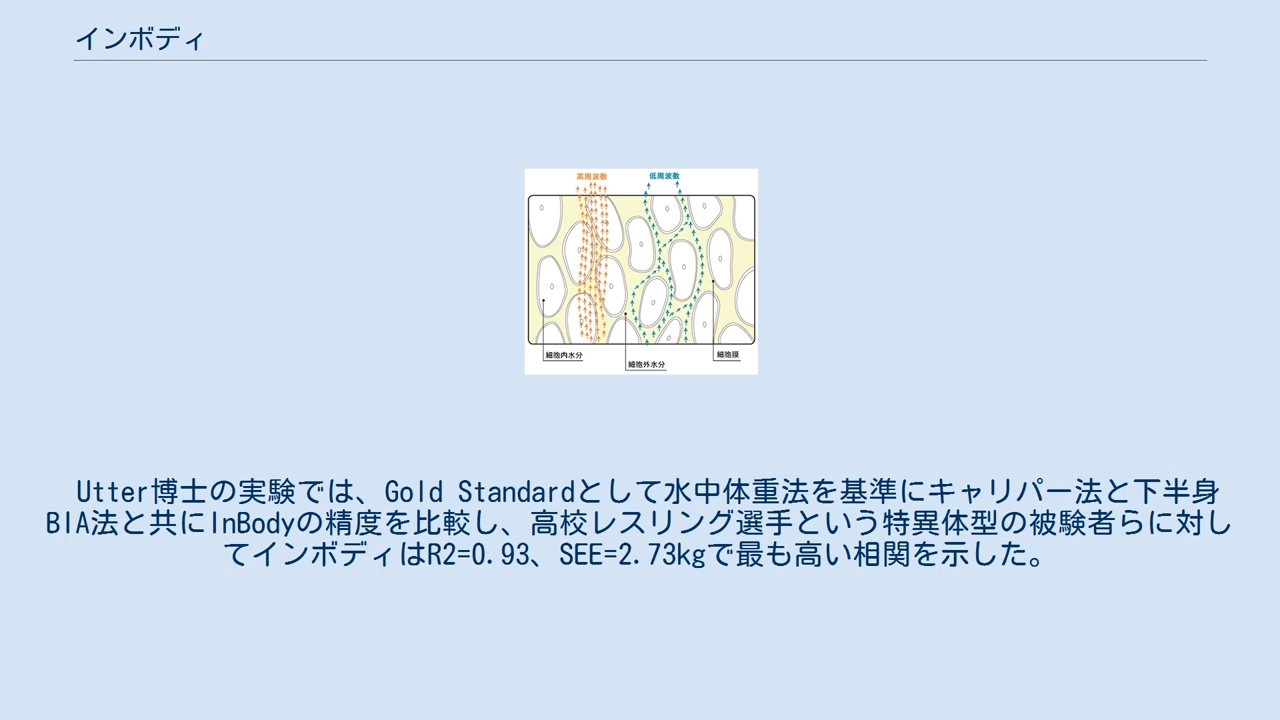 インボディ
高周波数
低周波数
細胞内水分
細胞外水分
細胞膜
Utter博士の実験では、Gold Standardとして水中体重法を基準にキャリパー法と下半身
BIA法と共にInBodyの精度を比較し、高校レスリング選手という特異体型の被験者らに対し
てインボディはR2=0.93、SEE=2.73kgで最も高い相関を示した。